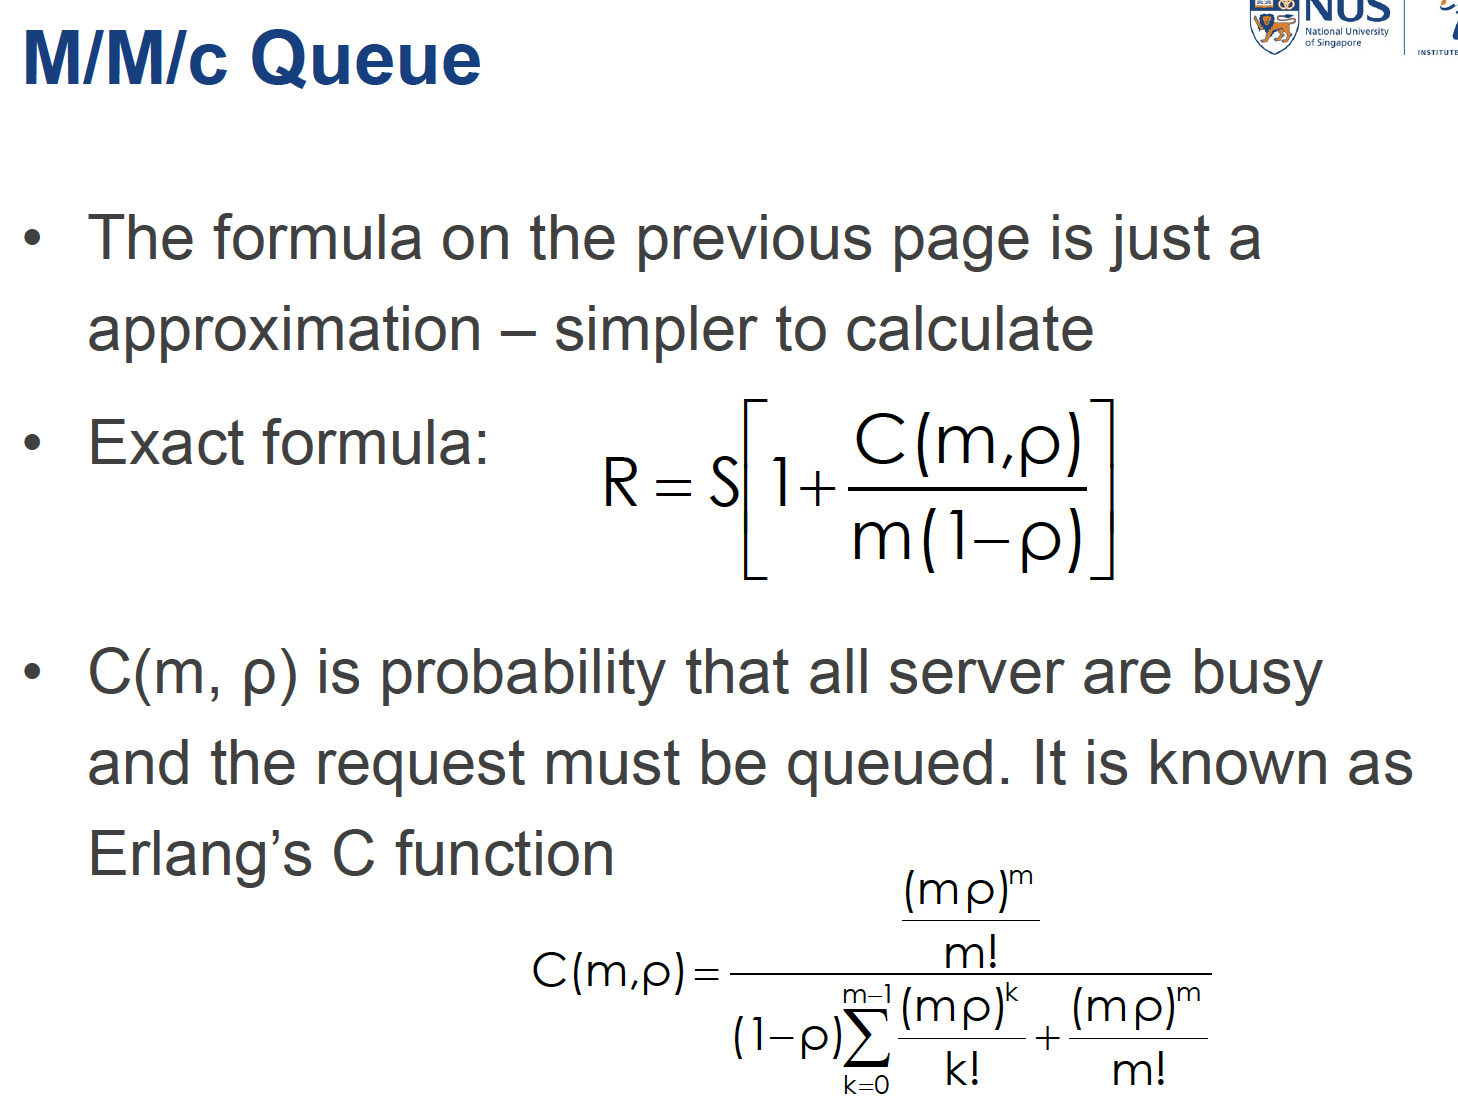 NUS
National University
of Singapore
INSTITUTE
M/M/c Queue
• The formula on the previous page is just a
approximation – simpler to calculate
• Exact formula: R = S[1 + C(m,ρ) / m(1−ρ)]
• C(m, ρ) is probability that all server are busy
and the request must be queued. It is known as
Erlang’s C function
C(m,ρ) = ((mρ)^m / m!) / ((1−ρ) ∑_{k=0}^{m−1} (mρ)^k / k! + (mρ)^m / m!)